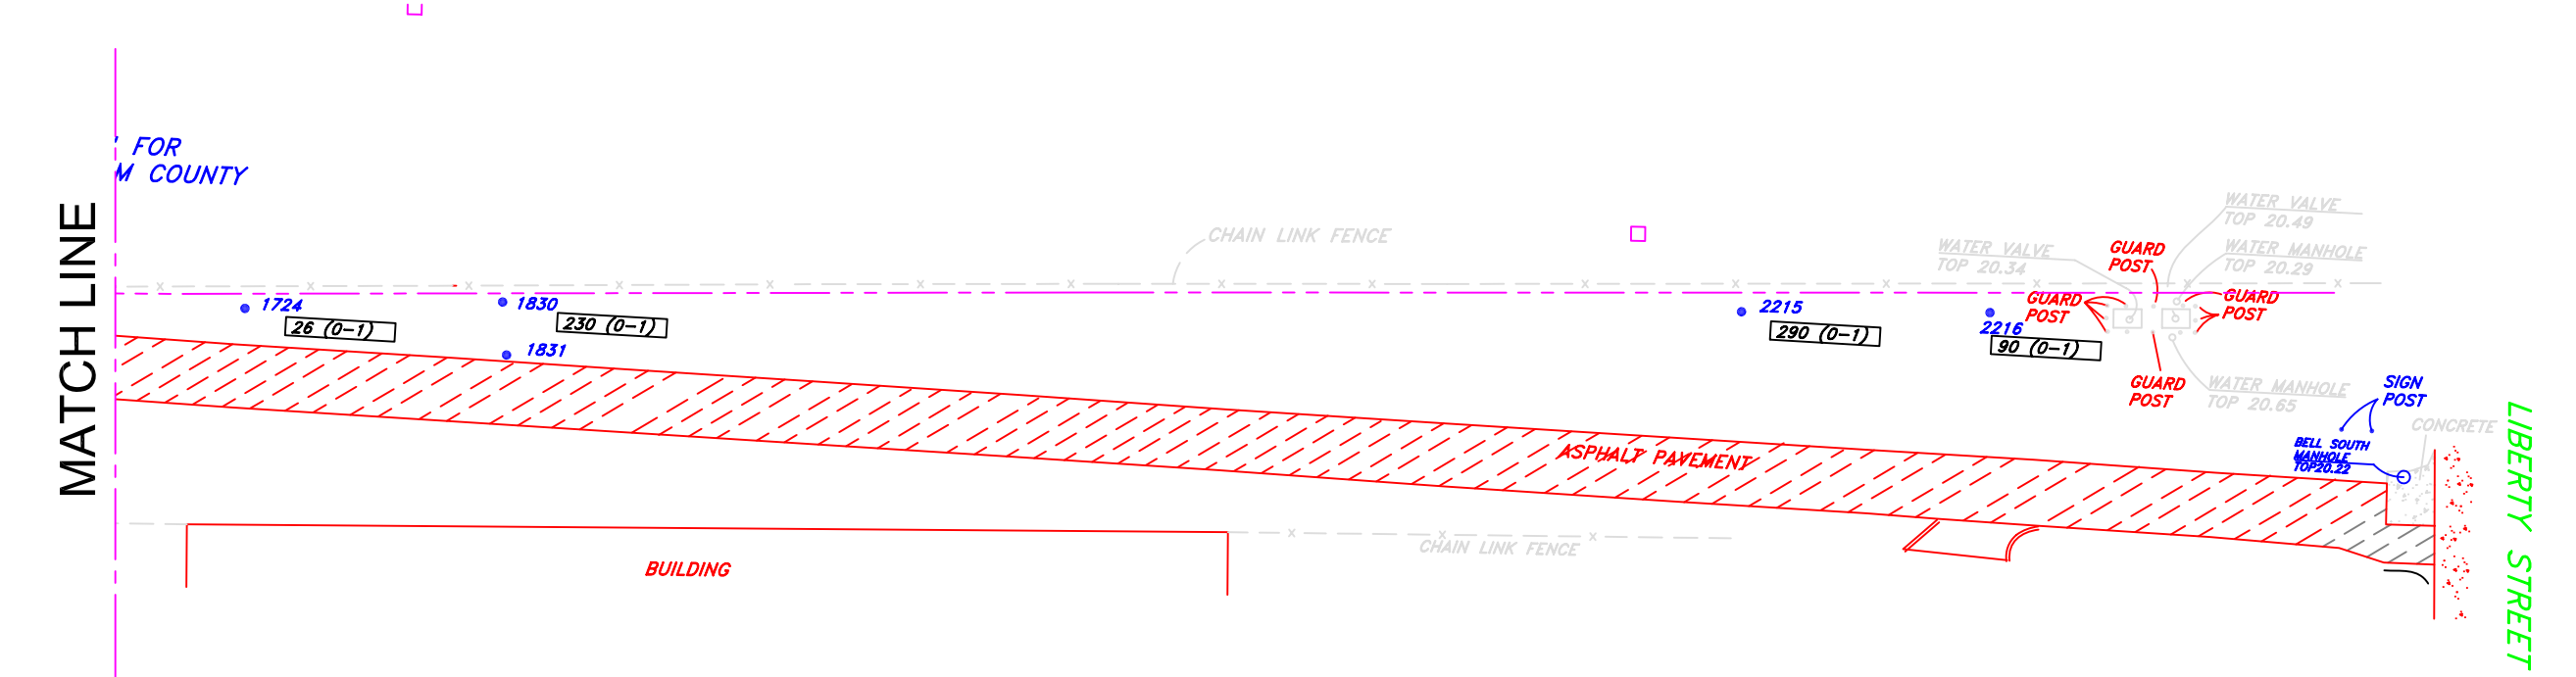 FOR
M COUNTY
MATCH LINE
CHAIN LINK FENCE
1724
26 (0-1)
1830
230 (0-1)
1831
2215
290 (0-1)
2216
90 (0-1)
WATER VALVE
TOP 20.34
GUARD
POST
WATER VALVE
TOP 20.49
WATER MANHOLE
TOP 20.29
GUARD
POST
GUARD
POST
GUARD
POST
WATER MANHOLE
TOP 20.65
SIGN
POST
CONCRETE
BELL SOUTH
MANHOLE
TOP20.22
ASPHALT PAVEMENT
BUILDING
CHAIN LINK FENCE
LIBERTY STREET